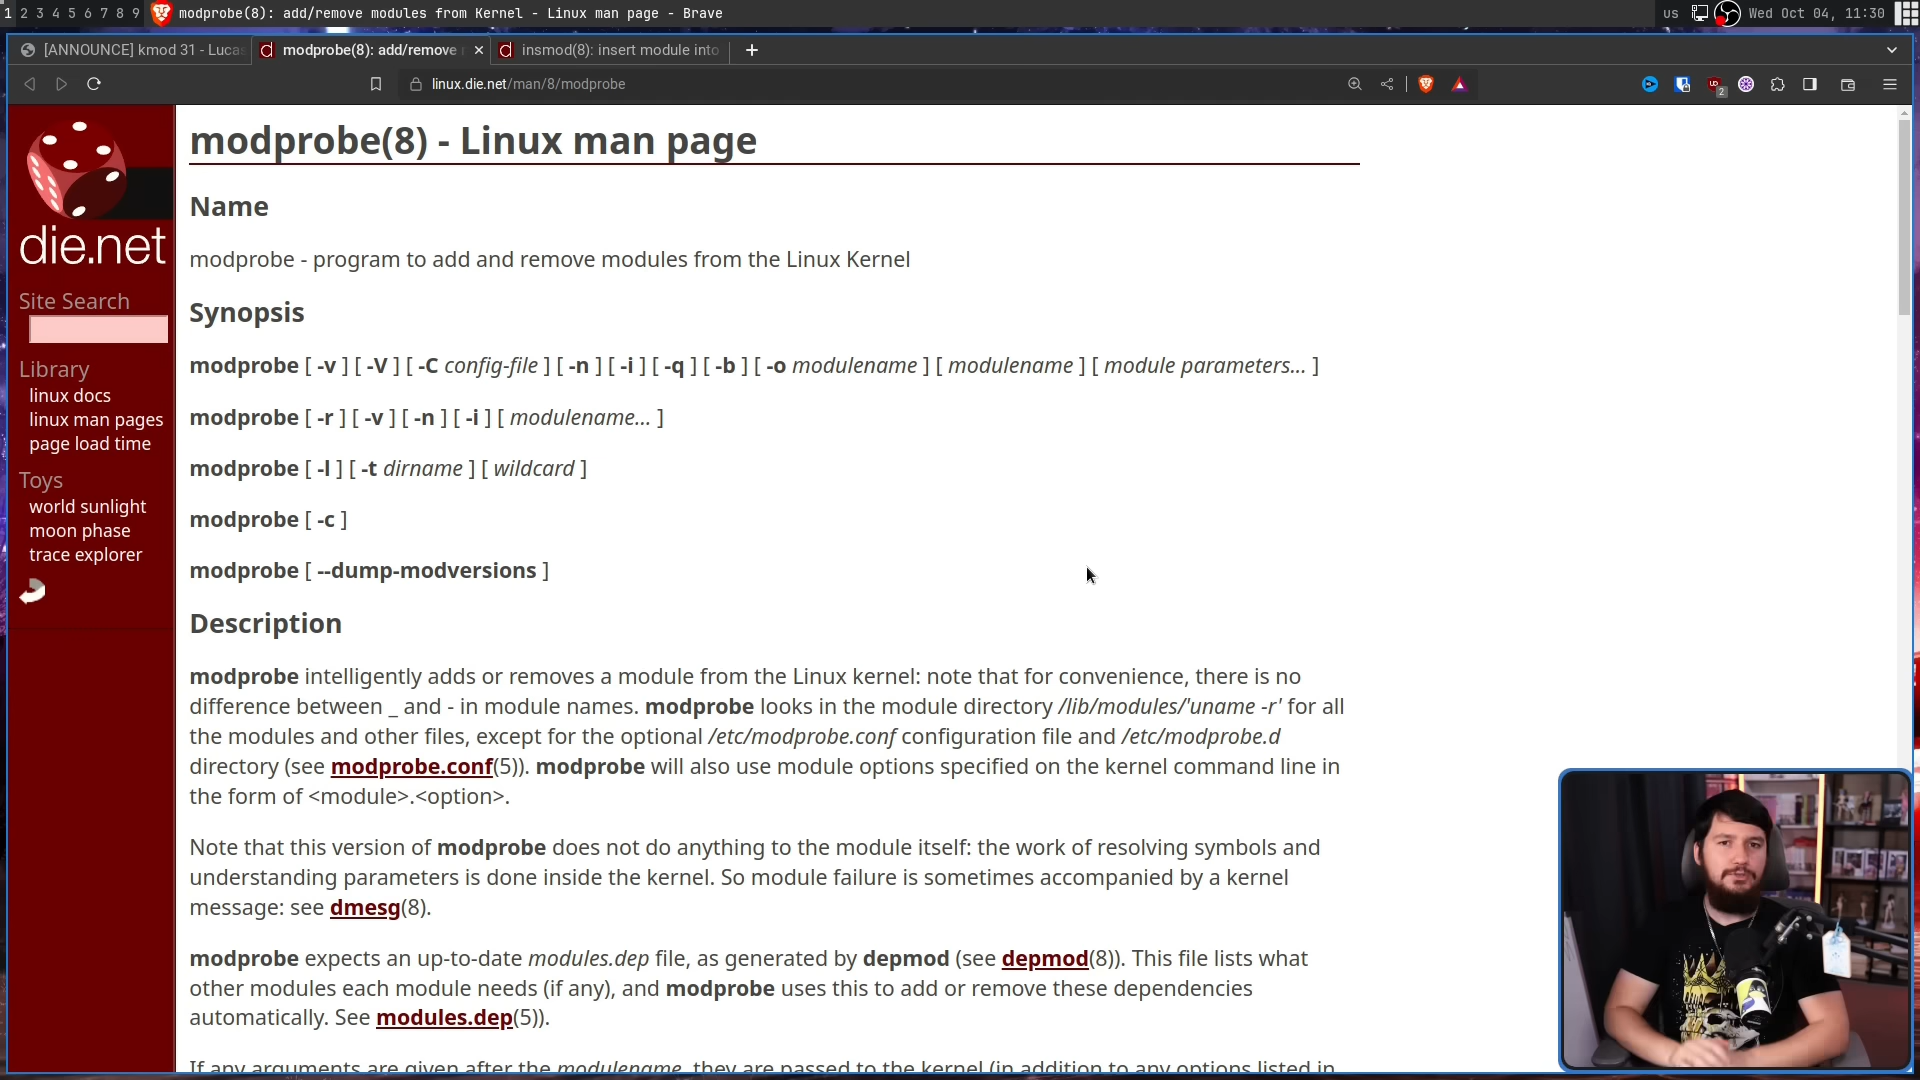 1 2 3 4 5 6 7 8 9 modprobe(8): add/remove modules from Kernel - Linux man page - Brave us Wed Oct 04, 11:30
[ANNOUNCE] kmod 31 - Lucas modprobe(8): add/remove insmod(8): insert module into
linux.die.net/man/8/modprobe 2
die.net
Site Search
Library
linux docs
linux man pages
page load time
Toys
world sunlight
moon phase
trace explorer
modprobe(8) - Linux man page
Name
modprobe - program to add and remove modules from the Linux Kernel
Synopsis
modprobe [ -v ] [ -V ] [ -C config-file ] [ -n ] [ -i ] [ -q ] [ -b ] [ -o modulename ] [ modulename ] [ module parameters... ]
modprobe [ -r ] [ -v ] [ -n ] [ -i ] [ modulename... ]
modprobe [ -l ] [ -t dirname ] [ wildcard ]
modprobe [ -c ]
modprobe [ --dump-modversions ]
Description
modprobe intelligently adds or removes a module from the Linux kernel: note that for convenience, there is no
difference between _ and - in module names. modprobe looks in the module directory /lib/modules/'uname -r' for all
the modules and other files, except for the optional /etc/modprobe.conf configuration file and /etc/modprobe.d
directory (see modprobe.conf(5)). modprobe will also use module options specified on the kernel command line in
the form of <module>.<option>.
Note that this version of modprobe does not do anything to the module itself: the work of resolving symbols and
understanding parameters is done inside the kernel. So module failure is sometimes accompanied by a kernel
message: see dmesg(8).
modprobe expects an up-to-date modules.dep file, as generated by depmod (see depmod(8)). This file lists what
other modules each module needs (if any), and modprobe uses this to add or remove these dependencies
automatically. See modules.dep(5)).
If any arguments are given after the modulename, they are passed to the kernel (in addition to any options listed in